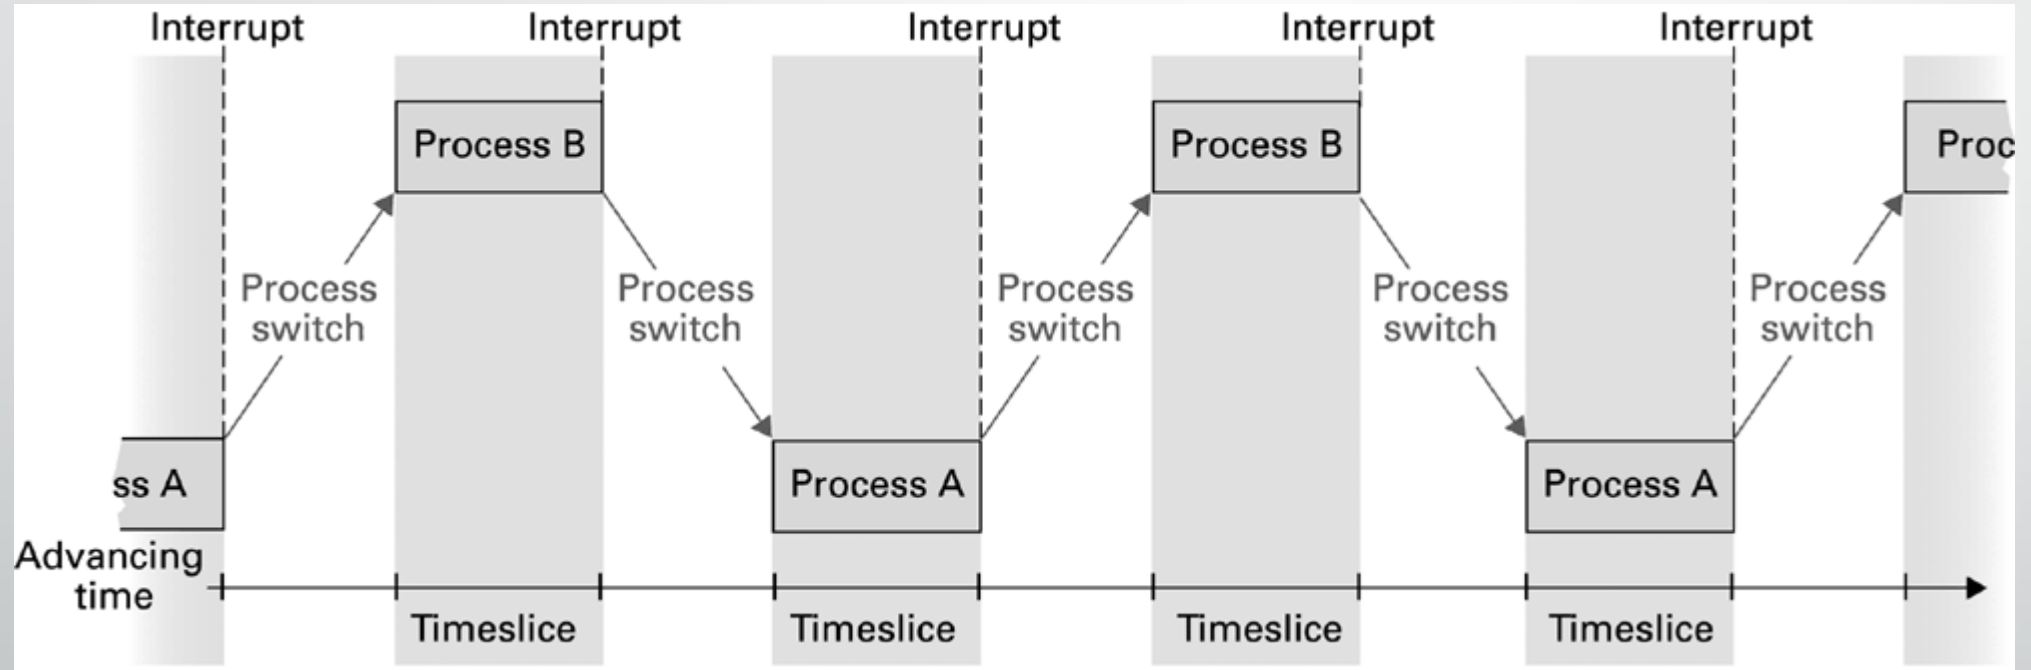 Interrupt
Interrupt
Interrupt
Interrupt
Interrupt
Process B
Process B
Proc
Process
switch
Process
switch
Process
switch
Process
switch
Process
switch
ss A
Process A
Process A
Advancing
time
Timeslice
Timeslice
Timeslice
Timeslice